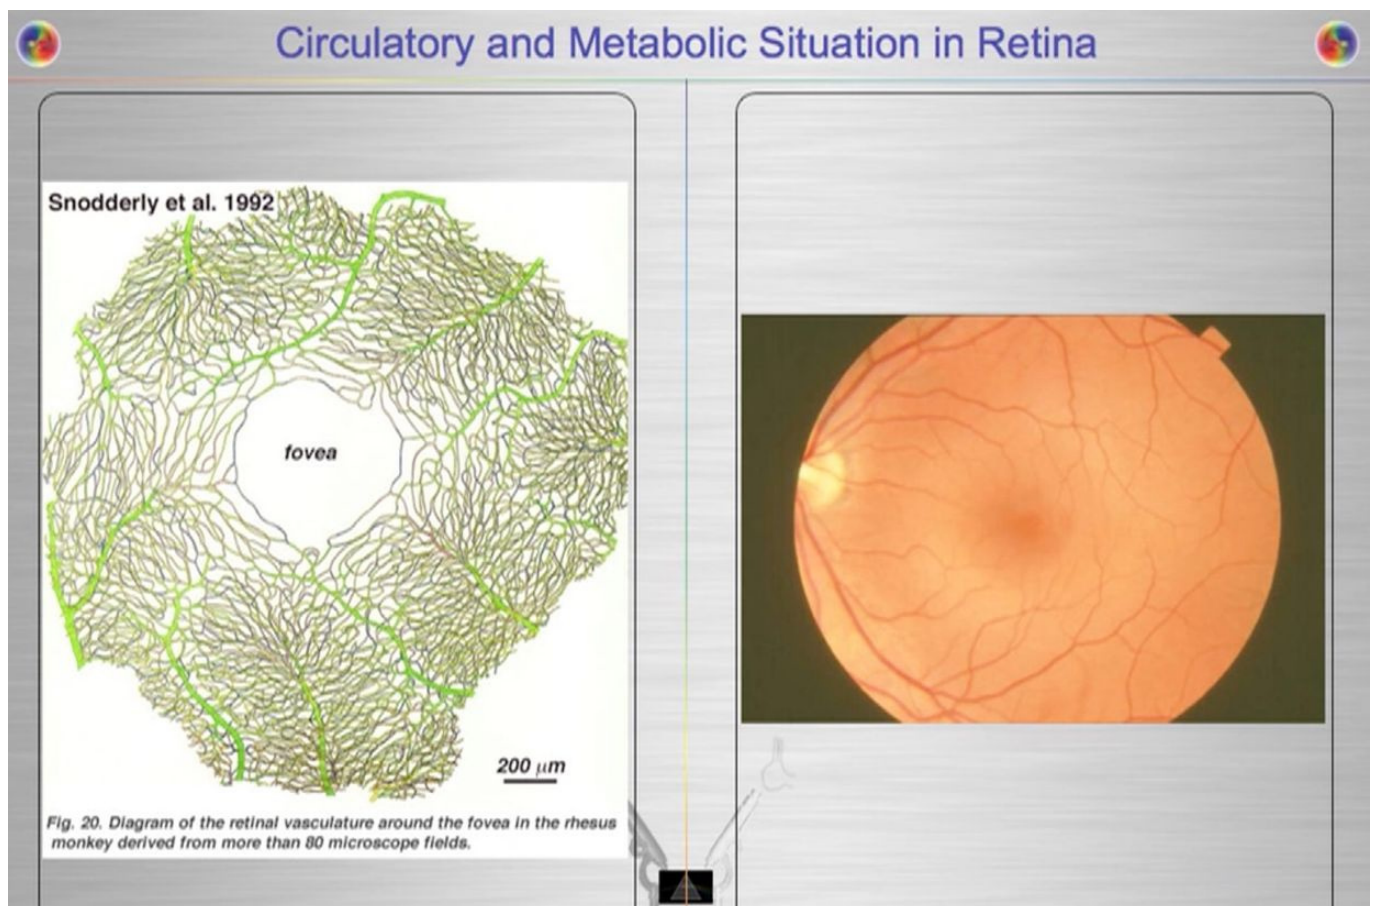 Circulatory and Metabolic Situation in Retina
Snodderly et al. 1992
fovea
200 μm
Fig. 20. Diagram of the retinal vasculature around the fovea in the rhesus
monkey derived from more than 80 microscope fields.